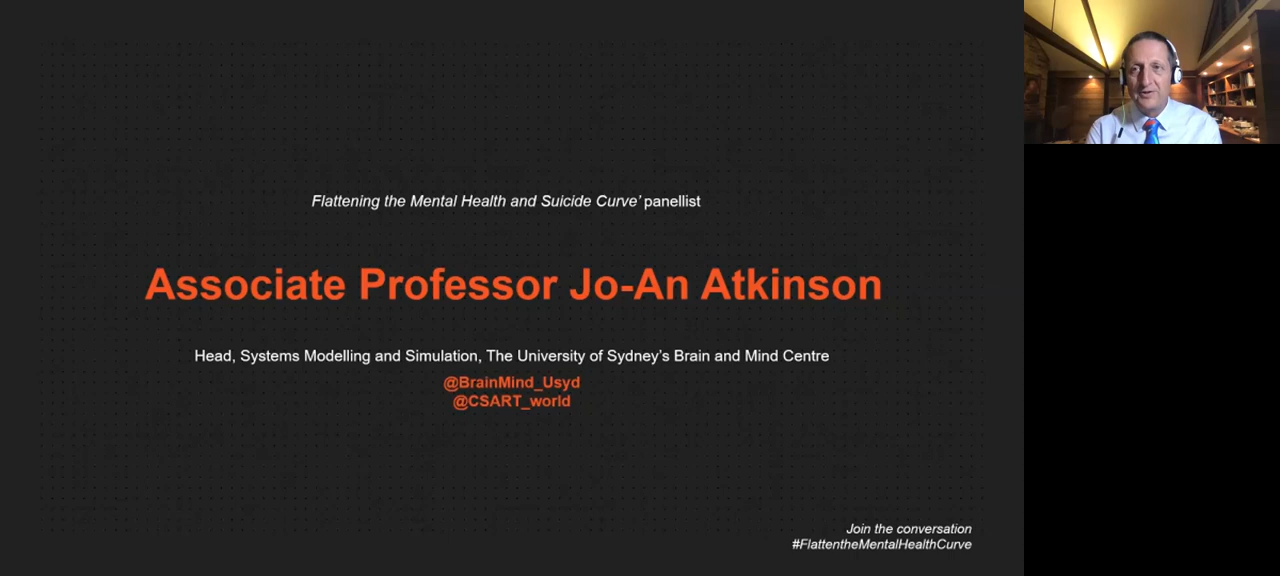 Flattening the Mental Health and Suicide Curve’ panellist
Associate Professor Jo-An Atkinson
Head, Systems Modelling and Simulation, The University of Sydney’s Brain and Mind Centre
@BrainMind_Usyd
@CSART_world
Join the conversation
#FlattentheMentalHealthCurve